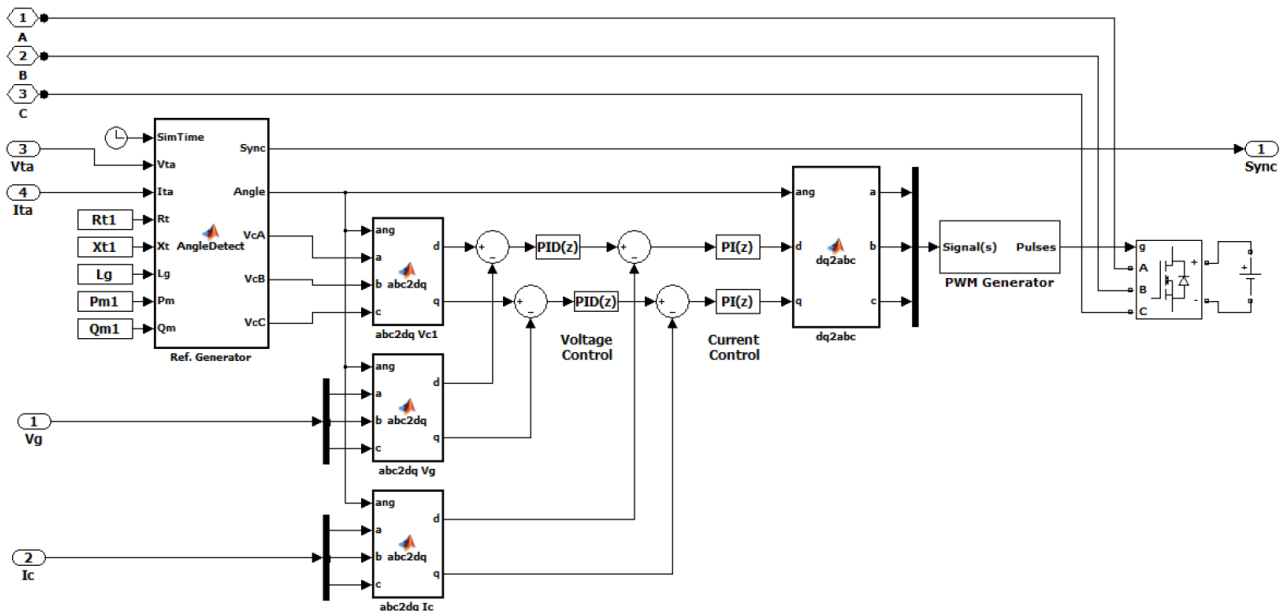 1
A
2
B
3
C
3
Vta
4
Ita
Rt1
Xt1
Lg
Pm1
Qm1
SimTime
Vta
Ita
Rt
Xt
Lg
Pm
Qm
AngleDetect
Sync
Angle
VcA
VcB
VcC
Ref. Generator
ang
a
b
c
abc2dq
d
q
abc2dq Vc1
+
−
+
−
PID(z)
PID(z)
Voltage
Control
+
−
+
−
PI(z)
PI(z)
Current
Control
ang
d
q
dq2abc
a
b
c
dq2abc
Signal(s)
Pulses
PWM Generator
g
A
B
C
+
-
+
1
Sync
1
Vg
ang
a
b
c
abc2dq
d
q
abc2dq Vg
2
Ic
ang
a
b
c
abc2dq
d
q
abc2dq Ic